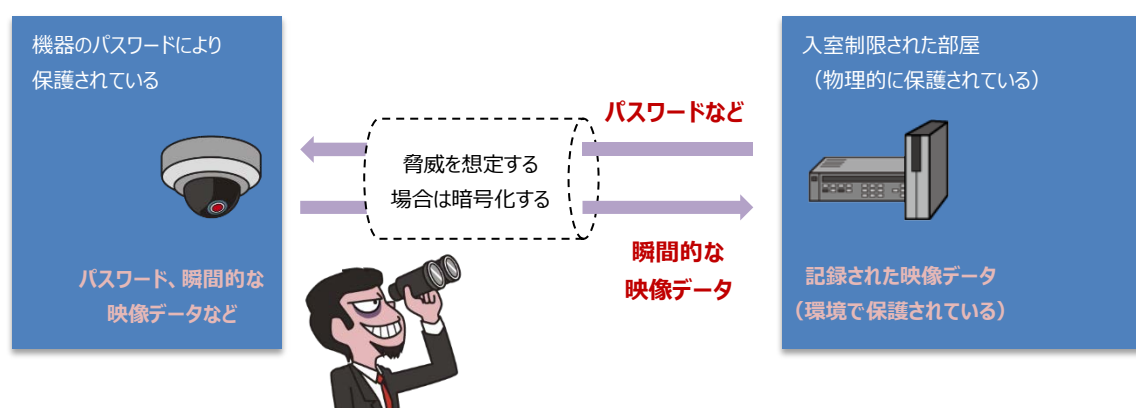 機器のパスワードにより
保護されている
パスワード、瞬間的な
映像データなど
脅威を想定する
場合は暗号化する
パスワードなど
瞬間的な
映像データ
入室制限された部屋
（物理的に保護されている）
記録された映像データ
（環境で保護されている）